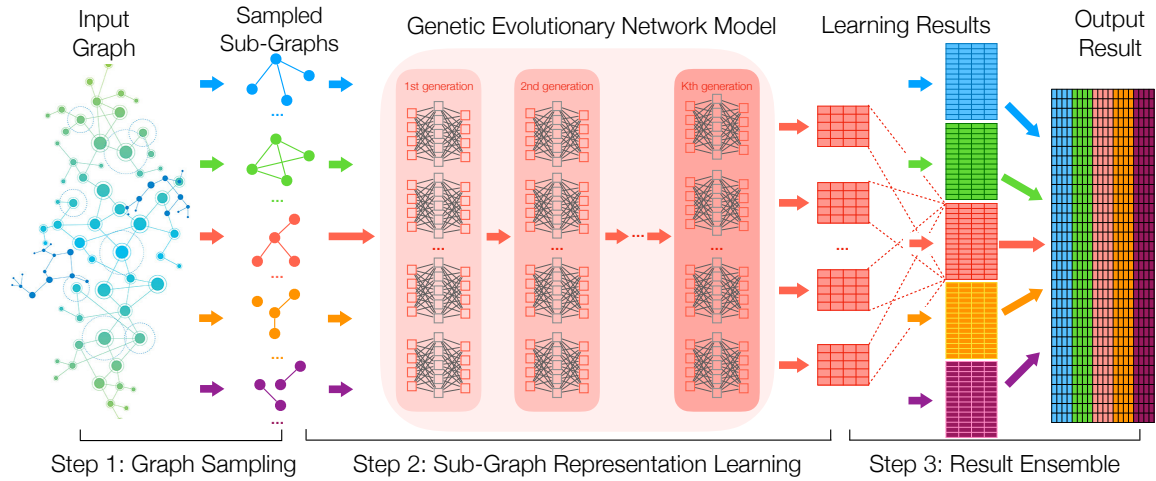 Input
Graph
Sampled
Sub-Graphs
Genetic Evolutionary Network Model
Learning Results
Output
Result
1st generation
2nd generation
Kth generation
...
...
...
...
...
...
...
...
...
...
Step 1: Graph Sampling
Step 2: Sub-Graph Representation Learning
Step 3: Result Ensemble